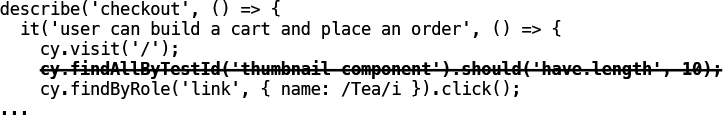 describe('checkout', () => {
  it('user can build a cart and place an order', () => {
    cy.visit('/');
    cy.findAllByTestId('thumbnail-component').should('have.length', 10);
    cy.findByRole('link', { name: /Tea/i }).click();
...